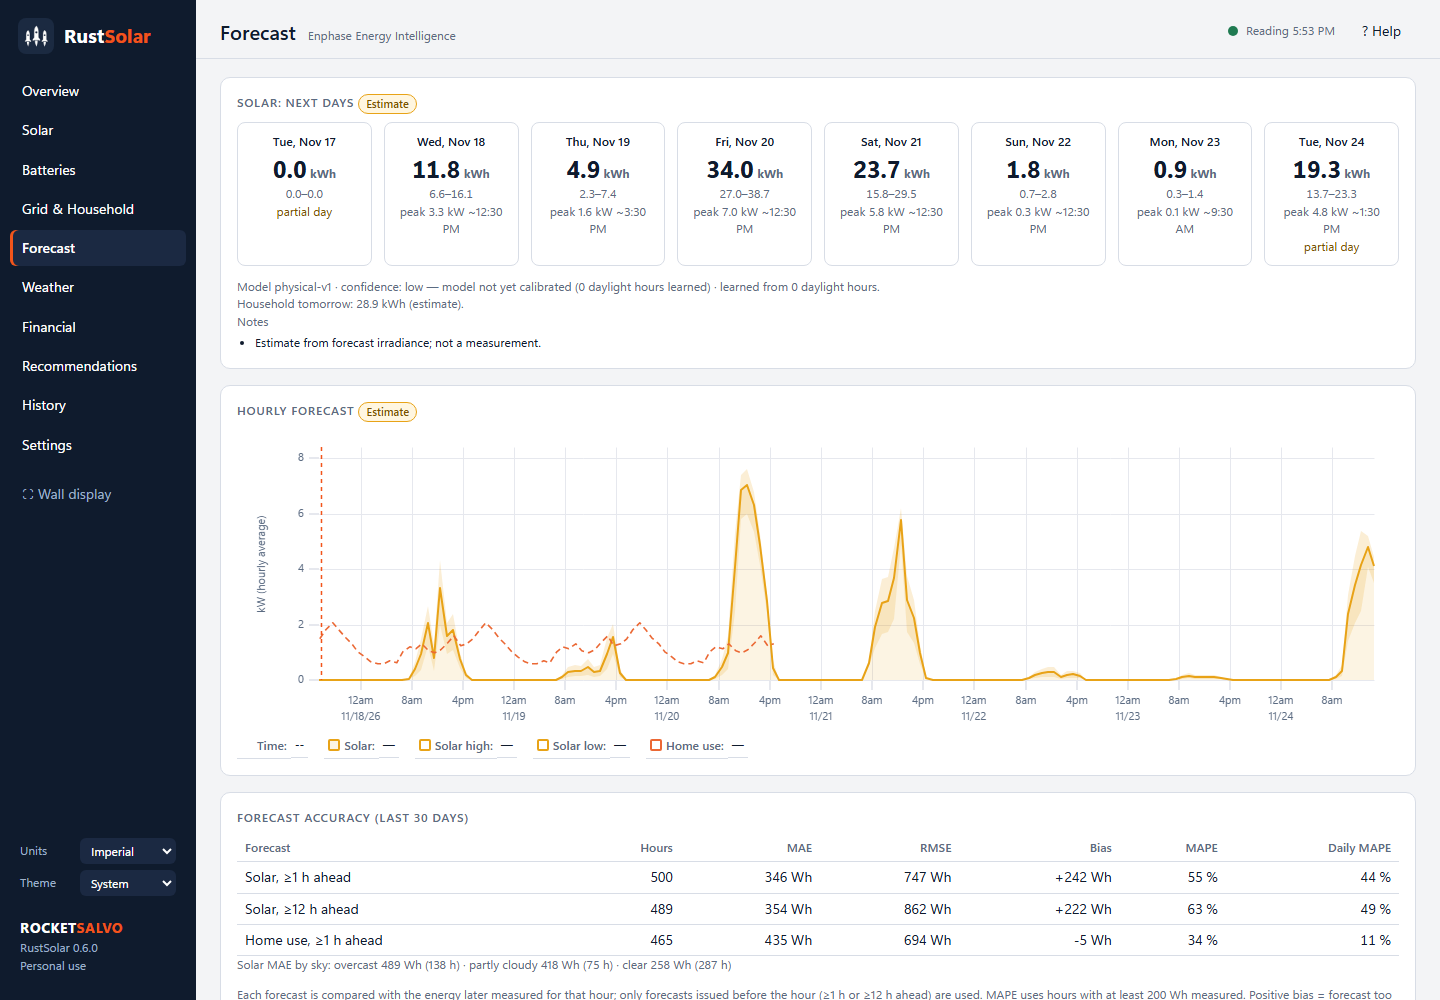 RustSolar
Overview
Solar
Batteries
Grid & Household
Forecast
Weather
Financial
Recommendations
History
Settings
Wall display
Units Imperial
Theme System
ROCKETSALVO
RustSolar 0.6.0
Personal use
Forecast Enphase Energy Intelligence
Reading 5:53 PM ? Help
SOLAR: NEXT DAYS Estimate
Tue, Nov 17
0.0 kWh
0.0–0.0
partial day
Wed, Nov 18
11.8 kWh
6.6–16.1
peak 3.3 kW ~12:30
PM
Thu, Nov 19
4.9 kWh
2.3–7.4
peak 1.6 kW ~3:30
PM
Fri, Nov 20
34.0 kWh
27.0–38.7
peak 7.0 kW ~12:30
PM
Sat, Nov 21
23.7 kWh
15.8–29.5
peak 5.8 kW ~12:30
PM
Sun, Nov 22
1.8 kWh
0.7–2.8
peak 0.3 kW ~12:30
PM
Mon, Nov 23
0.9 kWh
0.3–1.4
peak 0.1 kW ~9:30
AM
Tue, Nov 24
19.3 kWh
13.7–23.3
peak 4.8 kW ~1:30
PM
partial day
Model physical-v1 · confidence: low — model not yet calibrated (0 daylight hours learned) · learned from 0 daylight hours.
Household tomorrow: 28.9 kWh (estimate).
Notes
• Estimate from forecast irradiance; not a measurement.
HOURLY FORECAST Estimate
kW (hourly average)
8
6
4
2
0
12am 8am 4pm 12am 8am 4pm 12am 8am 4pm 12am 8am 4pm 12am 8am 4pm 12am 8am 4pm 12am 8am
11/18/26 11/19 11/20 11/21 11/22 11/23 11/24
Time: -- Solar: — Solar high: — Solar low: — Home use: —
FORECAST ACCURACY (LAST 30 DAYS)
Forecast Hours MAE RMSE Bias MAPE Daily MAPE
Solar, ≥1 h ahead 500 346 Wh 747 Wh +242 Wh 55 % 44 %
Solar, ≥12 h ahead 489 354 Wh 862 Wh +222 Wh 63 % 49 %
Home use, ≥1 h ahead 465 435 Wh 694 Wh -5 Wh 34 % 11 %
Solar MAE by sky: overcast 489 Wh (138 h) · partly cloudy 418 Wh (75 h) · clear 258 Wh (287 h)
Each forecast is compared with the energy later measured for that hour; only forecasts issued before the hour (≥1 h or ≥12 h ahead) are used. MAPE uses hours with at least 200 Wh measured. Positive bias = forecast too